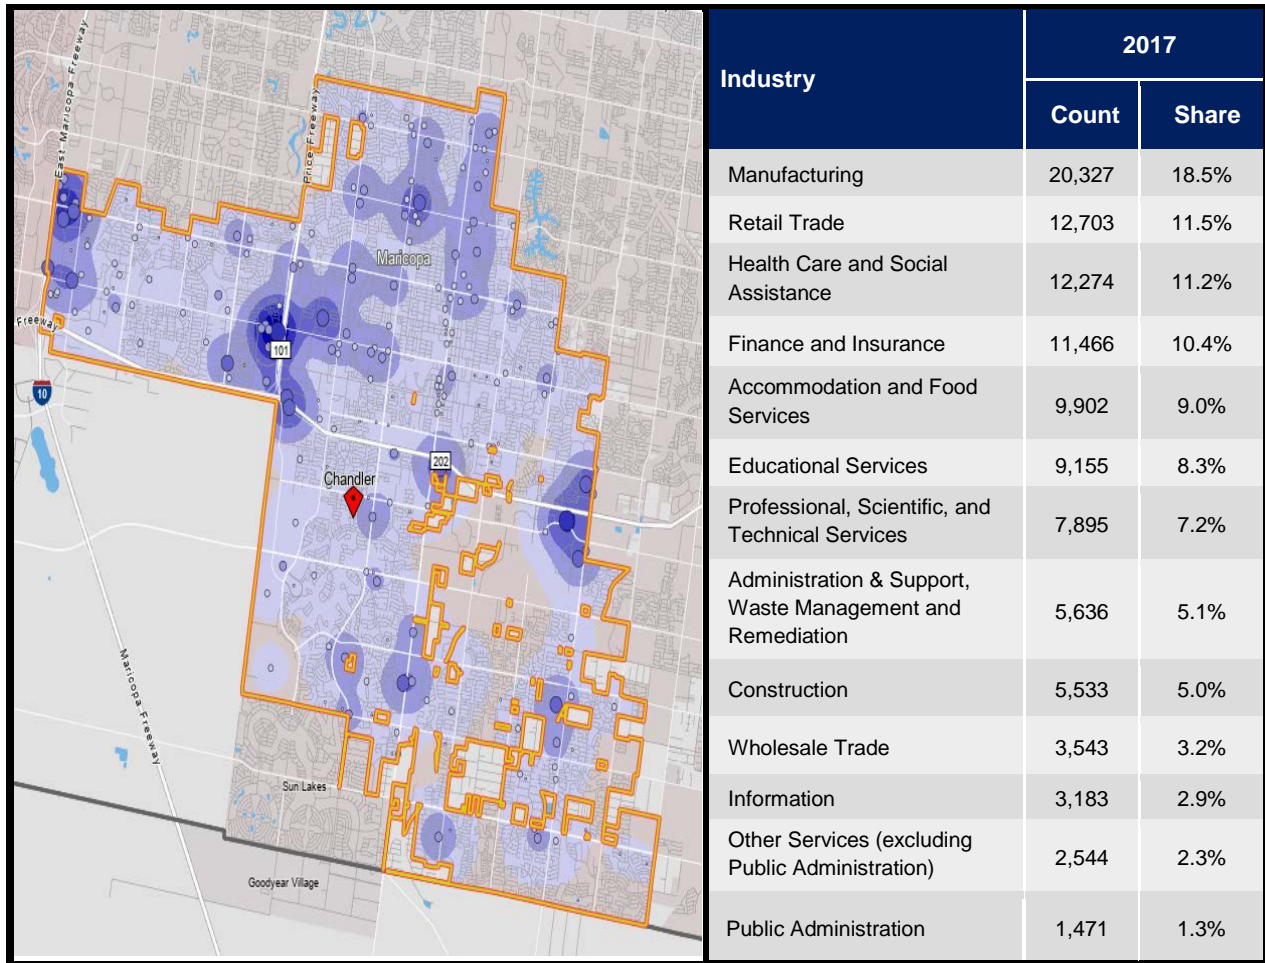 East Maricopa Freeway
Price Freeway
Maricopa
Freeway
101
10
202
Chandler
Maricopa Freeway
Sun Lakes
Goodyear Village
Industry
2017
Count
Share
Manufacturing 20,327 18.5%
Retail Trade 12,703 11.5%
Health Care and Social
Assistance
12,274 11.2%
Finance and Insurance 11,466 10.4%
Accommodation and Food
Services
9,902 9.0%
Educational Services 9,155 8.3%
Professional, Scientific, and
Technical Services
7,895 7.2%
Administration & Support,
Waste Management and
Remediation
5,636 5.1%
Construction 5,533 5.0%
Wholesale Trade 3,543 3.2%
Information 3,183 2.9%
Other Services (excluding
Public Administration)
2,544 2.3%
Public Administration 1,471 1.3%